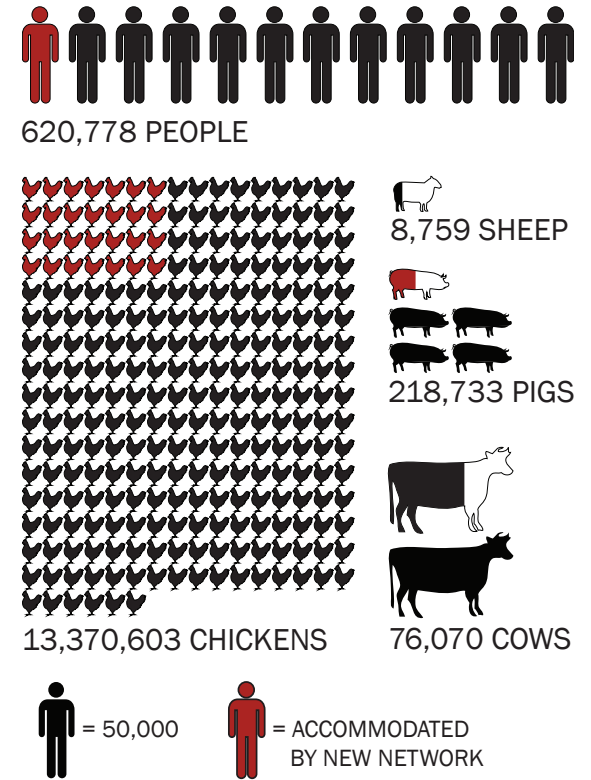 620,778 PEOPLE
8,759 SHEEP
218,733 PIGS
13,370,603 CHICKENS
76,070 COWS
= 50,000
= ACCOMMODATED
BY NEW NETWORK